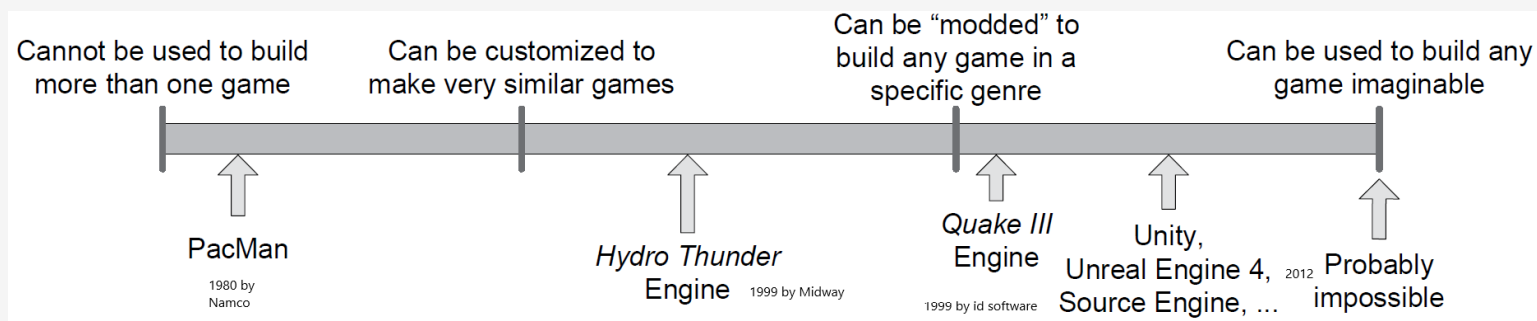 Cannot be used to build
more than one game
Can be customized to
make very similar games
Can be “modded” to
build any game in a
specific genre
Can be used to build any
game imaginable
PacMan
1980 by
Namco
Hydro Thunder
Engine
1999 by Midway
Quake III
Engine
1999 by id software
Unity,
Unreal Engine 4,
Source Engine, ...
2012
Probably
impossible